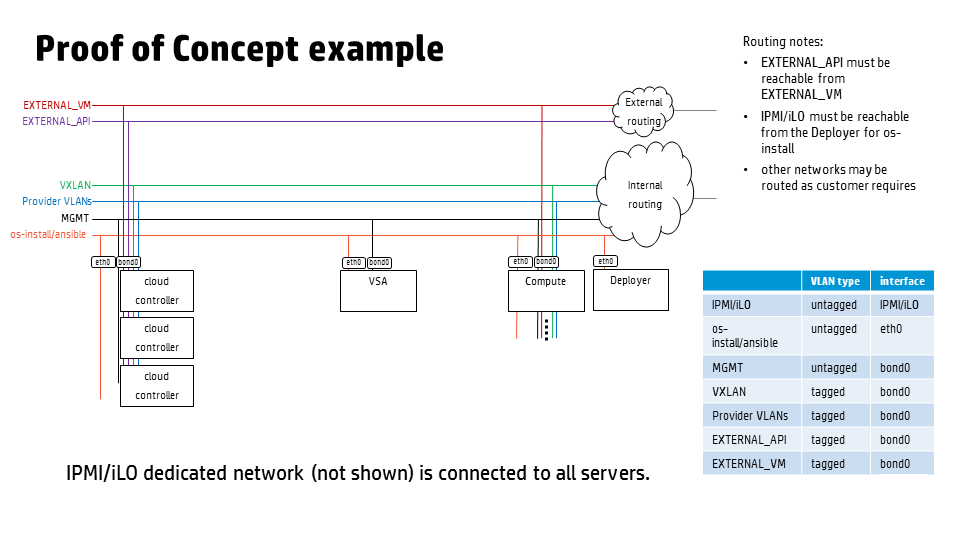 Proof of Concept example
Routing notes:
• EXTERNAL_API must be
reachable from
EXTERNAL_VM
• IPMI/iLO must be reachable
from the Deployer for os-
install
• other networks may be
routed as customer requires
EXTERNAL_VM
EXTERNAL_API
VXLAN
Provider VLANs
MGMT
os-install/ansible
External
routing
Internal
routing
eth0 bond0
cloud
controller
cloud
controller
cloud
controller
eth0 bond0
VSA
eth0 bond0
Compute
eth0
Deployer
VLAN type interface
IPMI/iLO untagged IPMI/iLO
os-
install/ansible untagged eth0
MGMT untagged bond0
VXLAN tagged bond0
Provider VLANs tagged bond0
EXTERNAL_API tagged bond0
EXTERNAL_VM tagged bond0
IPMI/iLO dedicated network (not shown) is connected to all servers.